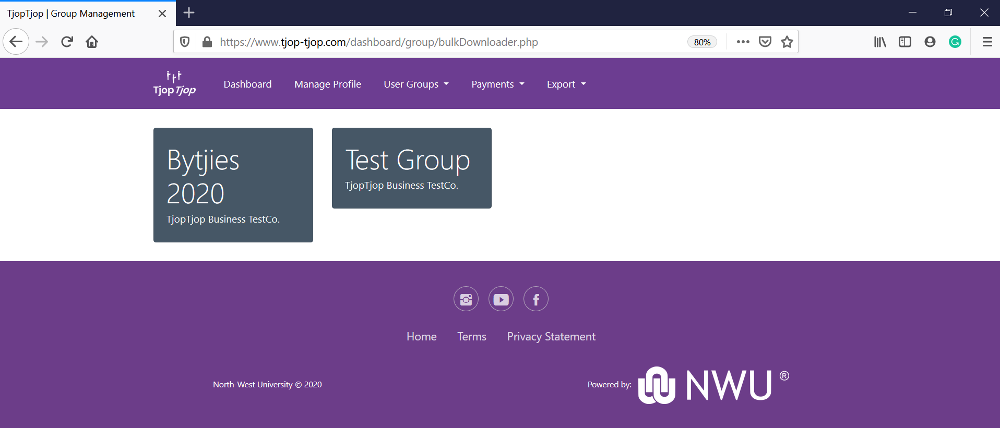 TjopTjop | Group Management
https://www.tjop-tjop.com/dashboard/group/bulkDownloader.php
80%
TjopTjop
Dashboard
Manage Profile
User Groups
Payments
Export
Bytjies
2020
TjopTjop Business TestCo.
Test Group
TjopTjop Business TestCo.
Home
Terms
Privacy Statement
North-West University © 2020
Powered by:
NWU ®